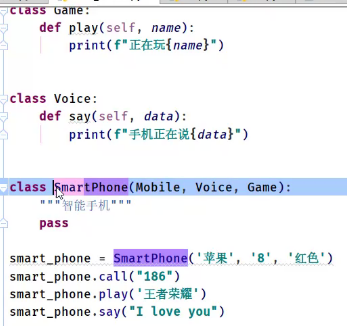 class Game:
    def play(self, name):
        print(f"正在玩{name}")
class Voice:
    def say(self, data):
        print(f"手机正在说{data}")
class SmartPhone(Mobile, Voice, Game):
    """智能手机"""
    pass
smart_phone = SmartPhone('苹果', '8', '红色')
smart_phone.call("186")
smart_phone.play('王者荣耀')
smart_phone.say("I love you")